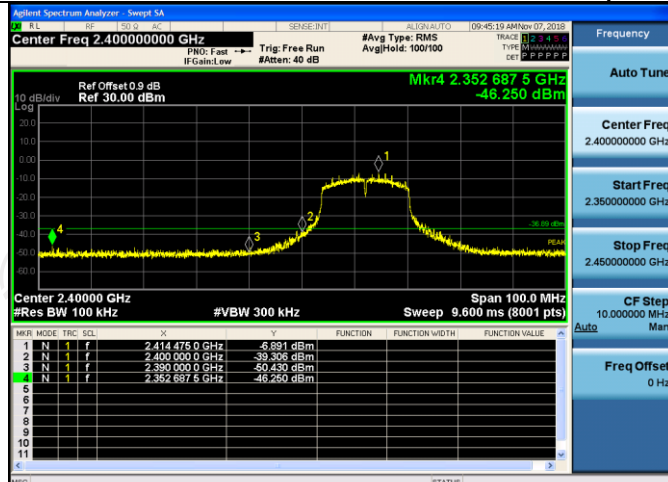 Agilent Spectrum Analyzer - Swept SA
RL RF 50 Ω AC SENSE:INT ALIGN AUTO 09:45:19 AM Nov 07, 2018
Center Freq 2.400000000 GHz
PNO: Fast
IFGain:Low
Trig: Free Run
#Atten: 40 dB
#Avg Type: RMS
Avg|Hold: 100/100
TRACE 1 2 3 4 5 6
TYPE M
DET P P P P P P
Frequency
Ref Offset 0.9 dB
10 dB/div Ref 30.00 dBm
Log
Mkr4 2.352 687 5 GHz
-46.250 dBm
Auto Tune
20.0
10.0
0.00
-10.0
-20.0
-30.0
-40.0
-50.0
-60.0
1
2
3
4
-36.89 dBm
PEAK
Center Freq
2.400000000 GHz
Start Freq
2.350000000 GHz
Stop Freq
2.450000000 GHz
Center 2.40000 GHz Span 100.0 MHz
#Res BW 100 kHz #VBW 300 kHz Sweep 9.600 ms (8001 pts)
CF Step
10.000000 MHz
Auto Man
MKR MODE TRC SCL X Y FUNCTION FUNCTION WIDTH FUNCTION VALUE
1 N 1 f 2.414 475 0 GHz -6.891 dBm
2 N 1 f 2.400 000 0 GHz -39.306 dBm
3 N 1 f 2.390 000 0 GHz -50.430 dBm
4 N 1 f 2.352 687 5 GHz -46.250 dBm
5
6
7
8
9
10
11
Freq Offset
0 Hz
MSG STATUS